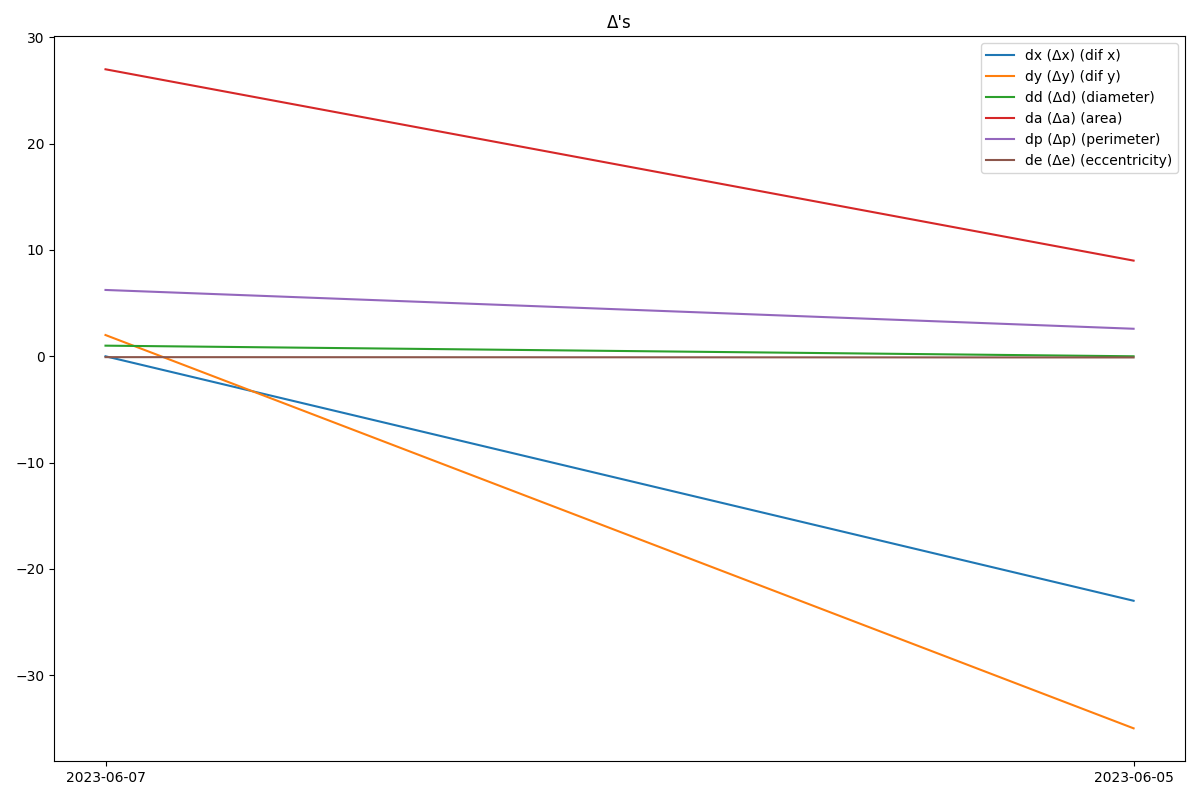 Δ's
30
20
10
0
−10
−20
−30
dx (Δx) (dif x)
dy (Δy) (dif y)
dd (Δd) (diameter)
da (Δa) (area)
dp (Δp) (perimeter)
de (Δe) (eccentricity)
2023-06-07
2023-06-05